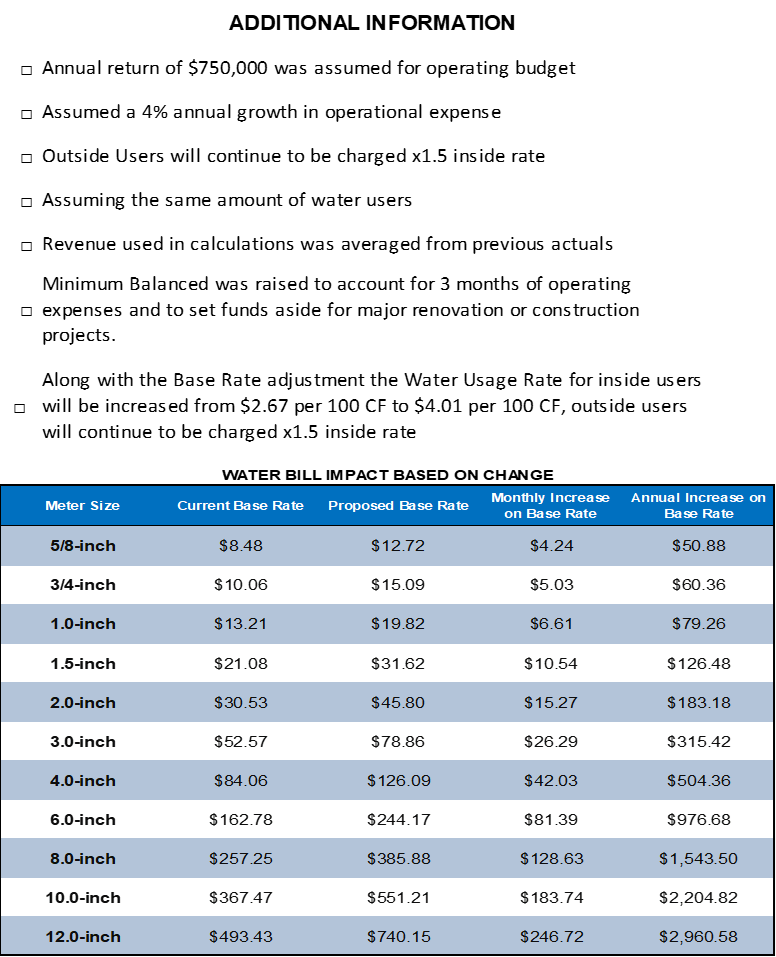 ADDITIONAL INFORMATION
Annual return of $750,000 was assumed for operating budget
Assumed a 4% annual growth in operational expense
Outside Users will continue to be charged x1.5 inside rate
Assuming the same amount of water users
Revenue used in calculations was averaged from previous actuals
Minimum Balanced was raised to account for 3 months of operating
expenses and to set funds aside for major renovation or construction
projects.
Along with the Base Rate adjustment the Water Usage Rate for inside users
will be increased from $2.67 per 100 CF to $4.01 per 100 CF, outside users
will continue to be charged x1.5 inside rate
WATER BILL IMPACT BASED ON CHANGE
Meter Size Current Base Rate Proposed Base Rate Monthly Increase on Base Rate Annual Increase on Base Rate
5/8-inch $8.48 $12.72 $4.24 $50.88
3/4-inch $10.06 $15.09 $5.03 $60.36
1.0-inch $13.21 $19.82 $6.61 $79.26
1.5-inch $21.08 $31.62 $10.54 $126.48
2.0-inch $30.53 $45.80 $15.27 $183.18
3.0-inch $52.57 $78.86 $26.29 $315.42
4.0-inch $84.06 $126.09 $42.03 $504.36
6.0-inch $162.78 $244.17 $81.39 $976.68
8.0-inch $257.25 $385.88 $128.63 $1,543.50
10.0-inch $367.47 $551.21 $183.74 $2,204.82
12.0-inch $493.43 $740.15 $246.72 $2,960.58